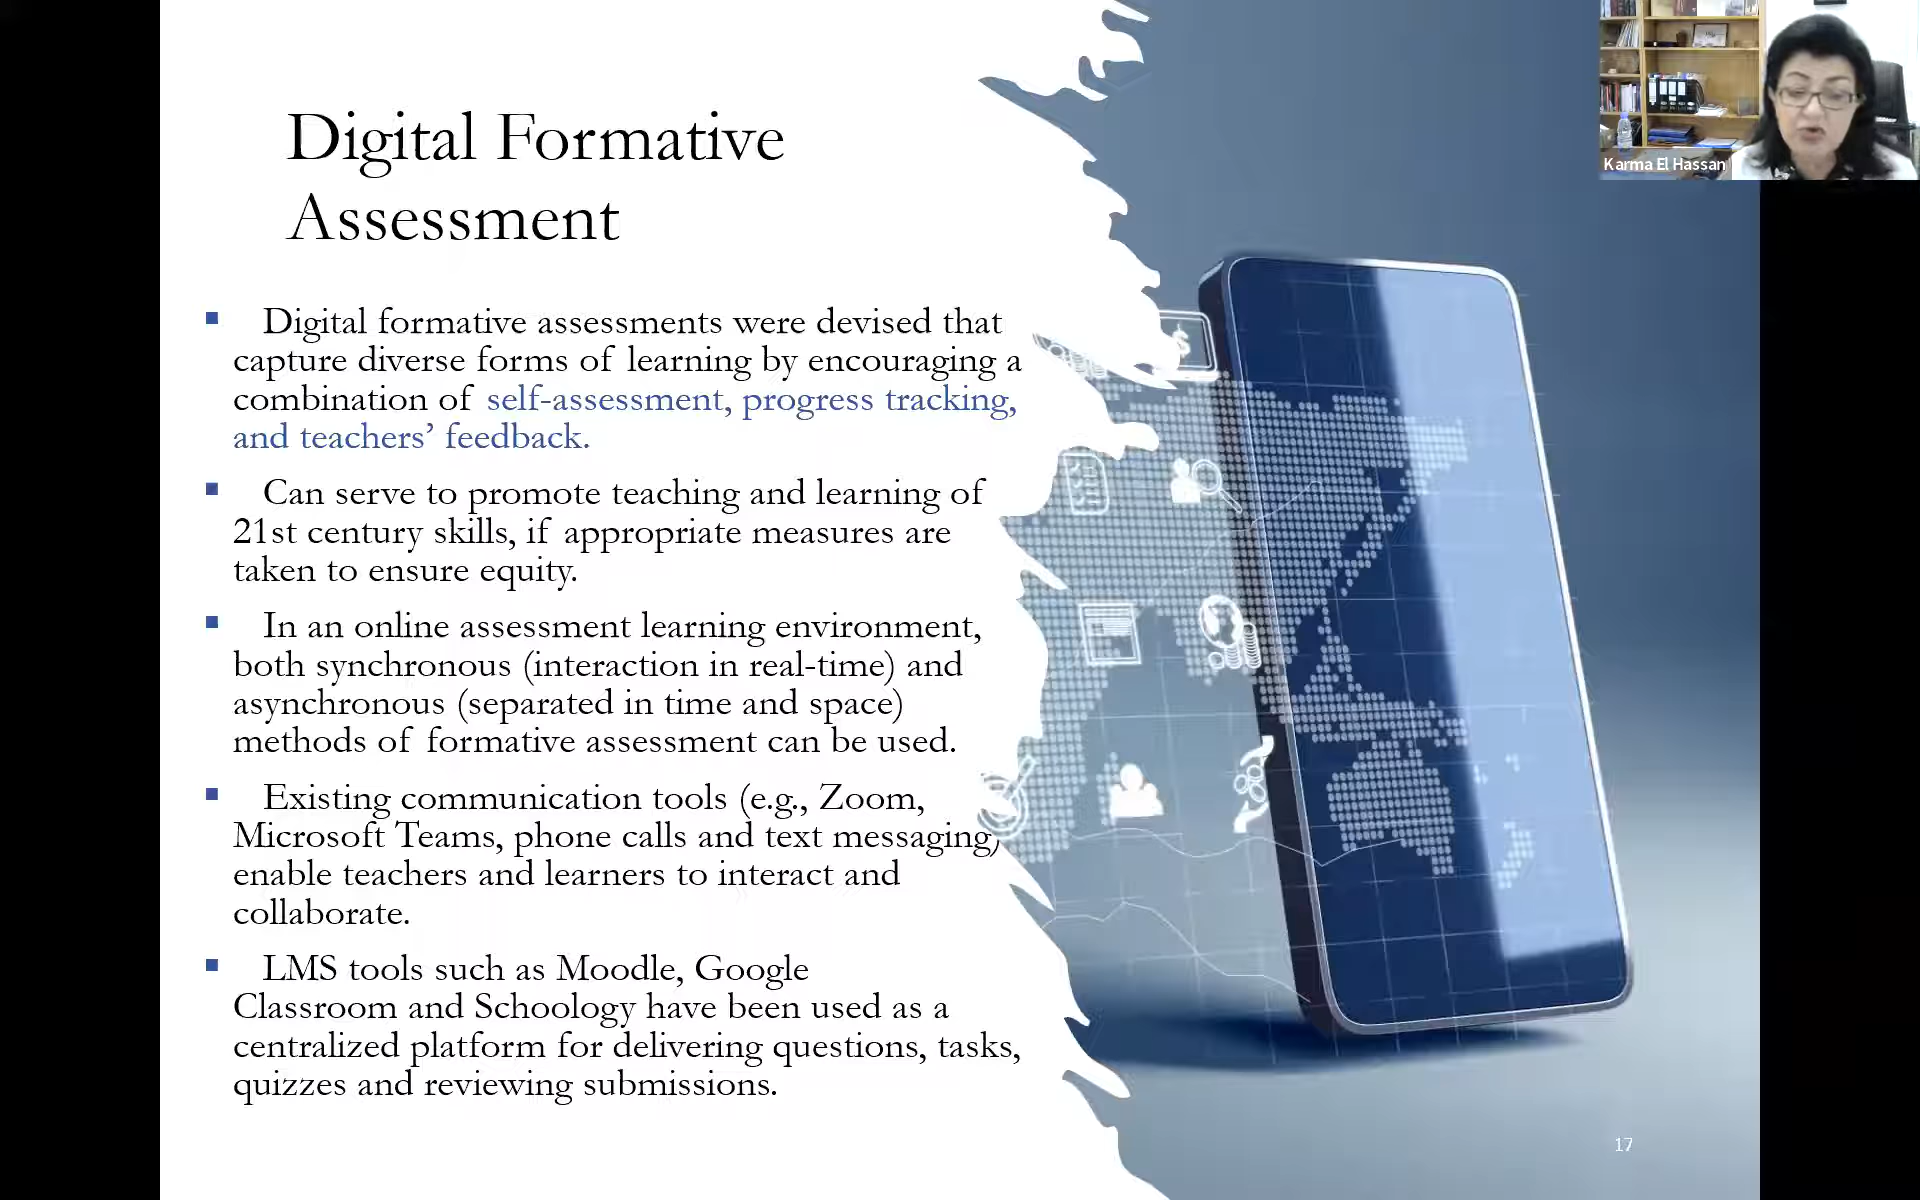 Digital Formative
Assessment
Digital formative assessments were devised that
capture diverse forms of learning by encouraging a
combination of self-assessment, progress tracking,
and teachers’ feedback.
Can serve to promote teaching and learning of
21st century skills, if appropriate measures are
taken to ensure equity.
In an online assessment learning environment,
both synchronous (interaction in real-time) and
asynchronous (separated in time and space)
methods of formative assessment can be used.
Existing communication tools (e.g., Zoom,
Microsoft Teams, phone calls and text messaging)
enable teachers and learners to interact and
collaborate.
LMS tools such as Moodle, Google
Classroom and Schoology have been used as a
centralized platform for delivering questions, tasks,
quizzes and reviewing submissions.
Karma El Hassan
17